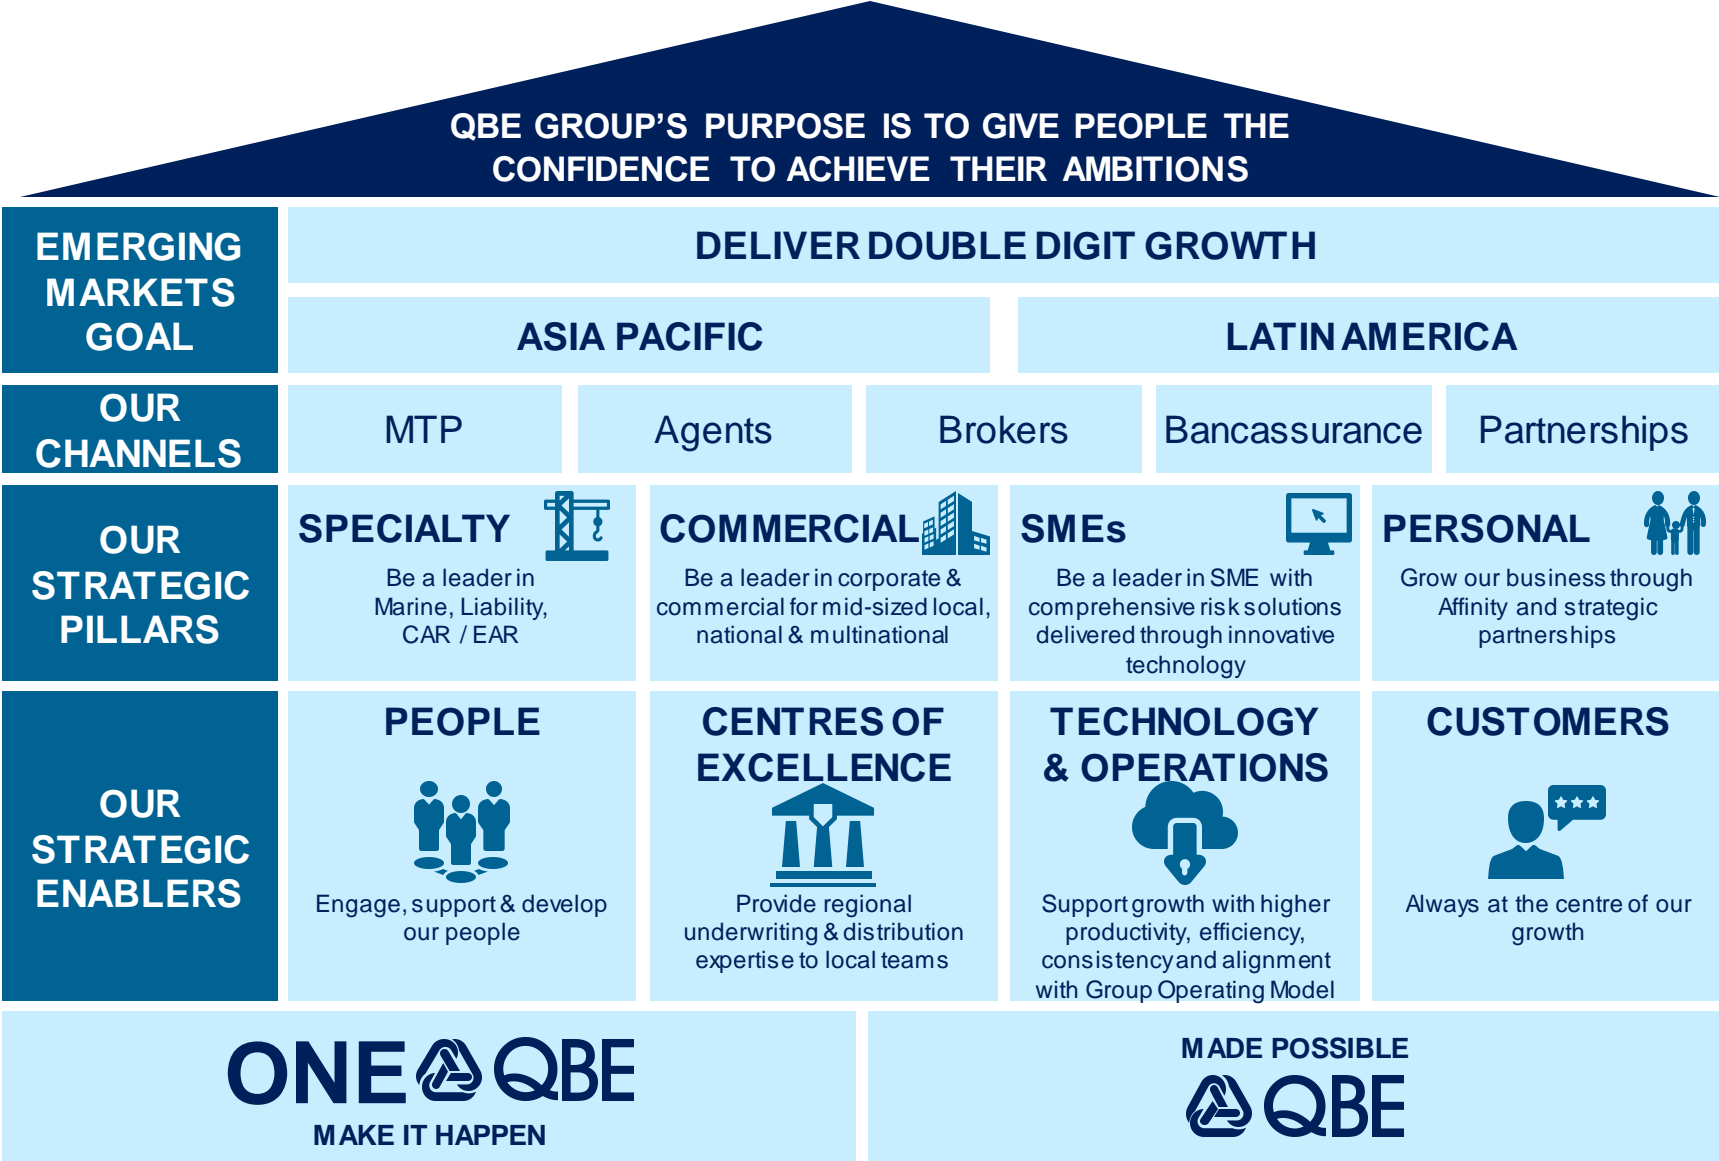 QBE GROUP'S PURPOSE IS TO GIVE PEOPLE THE
CONFIDENCE TO ACHIEVE THEIR AMBITIONS
EMERGING
MARKETS
GOAL
DELIVER DOUBLE DIGIT GROWTH
ASIA PACIFIC
LATIN AMERICA
OUR
CHANNELS
MTP
Agents
Brokers
Bancassurance
Partnerships
OUR
STRATEGIC
PILLARS
SPECIALTY
Be a leader in
Marine, Liability,
CAR / EAR
COMMERCIAL
Be a leader in corporate &
commercial for mid-sized local,
national & multinational
SMEs
Be a leader in SME with
comprehensive risk solutions
delivered through innovative
technology
PERSONAL
Grow our business through
Affinity and strategic
partnerships
OUR
STRATEGIC
ENABLERS
PEOPLE
Engage, support & develop
our people
CENTRES OF
EXCELLENCE
Provide regional
underwriting & distribution
expertise to local teams
TECHNOLOGY
& OPERATIONS
Support growth with higher
productivity, efficiency,
consistency and alignment
with Group Operating Model
CUSTOMERS
Always at the centre of our
growth
ONE QBE
MAKE IT HAPPEN
MADE POSSIBLE
QBE